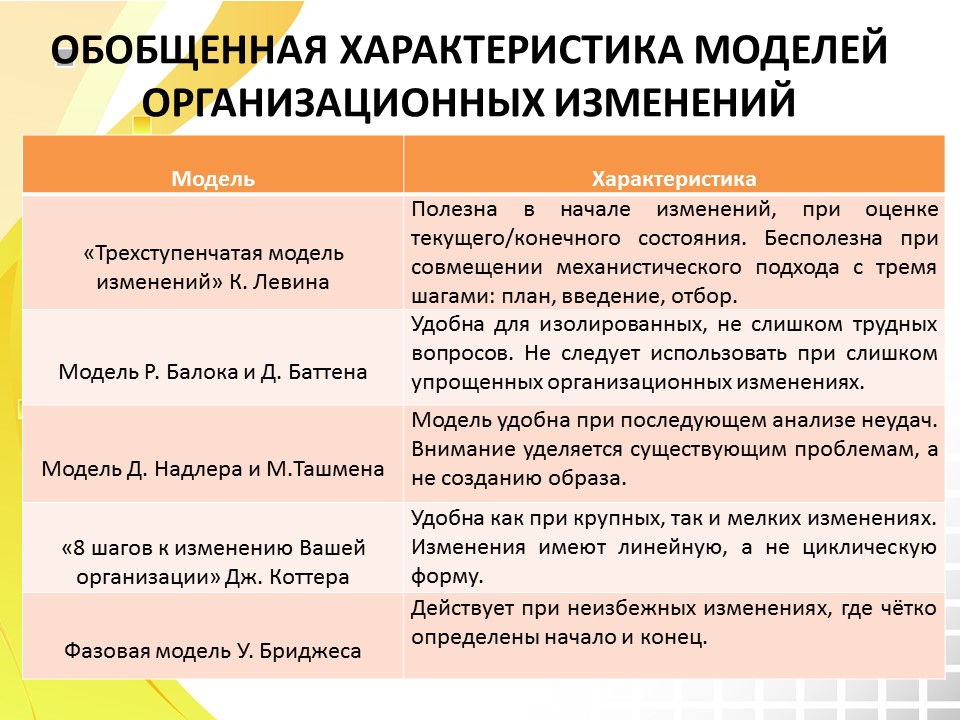 ОБОБЩЕННАЯ ХАРАКТЕРИСТИКА МОДЕЛЕЙ
ОРГАНИЗАЦИОННЫХ ИЗМЕНЕНИЙ
Модель
Характеристика
«Трехступенчатая модель
изменений» К. Левина
Полезна в начале изменений, при оценке
текущего/конечного состояния. Бесполезна при
совмещении механистического подхода с тремя
шагами: план, введение, отбор.
Модель Р. Балока и Д. Баттена
Удобна для изолированных, не слишком трудных
вопросов. Не следует использовать при слишком
упрощенных организационных изменениях.
Модель Д. Надлера и М.Ташмена
Модель удобна при последующем анализе неудач.
Внимание уделяется существующим проблемам, а
не созданию образа.
«8 шагов к изменению Вашей
организации» Дж. Коттера
Удобна как при крупных, так и мелких изменениях.
Изменения имеют линейную, а не циклическую
форму.
Фазовая модель У. Бриджеса
Действует при неизбежных изменениях, где чётко
определены начало и конец.